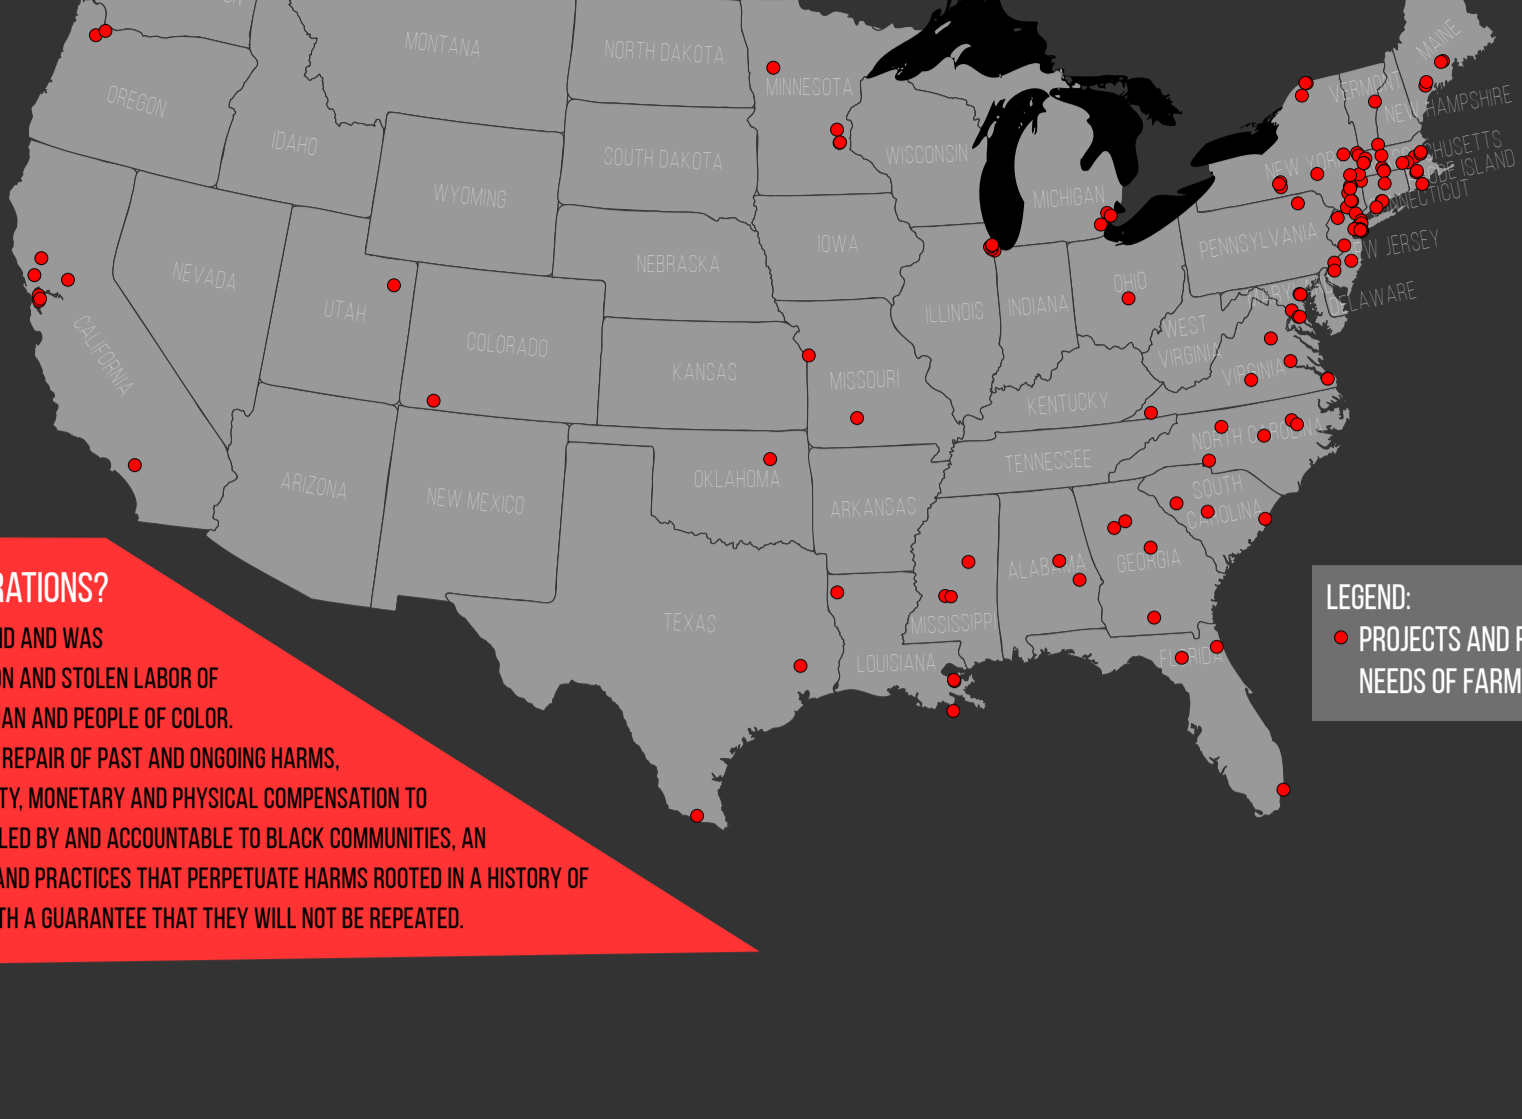 MONTANA
NORTH DAKOTA
MINNESOTA
MAINE
VERMONT
NEW HAMPSHIRE
OREGON
IDAHO
SOUTH DAKOTA
WISCONSIN
WYOMING
MICHIGAN
NEW YORK
CONNECTICUT
IOWA
NEBRASKA
PENNSYLVANIA
NEVADA
UTAH
COLORADO
ILLINOIS
INDIANA
OHIO
DELAWARE
WEST
VIRGINIA
CALIFORNIA
KANSAS
MISSOURI
VIRGINIA
KENTUCKY
NORTH CAROLINA
TENNESSEE
ARIZONA
NEW MEXICO
OKLAHOMA
ARKANSAS
SOUTH
CAROLINA
ALABAMA
GEORGIA
TEXAS
MISSISSIPPI
LOUISIANA
FLORIDA
RATIONS?
ND AND WAS
ON AND STOLEN LABOR OF
IAN AND PEOPLE OF COLOR.
REPAIR OF PAST AND ONGOING HARMS,
TY, MONETARY AND PHYSICAL COMPENSATION TO
LED BY AND ACCOUNTABLE TO BLACK COMMUNITIES, AN
AND PRACTICES THAT PERPETUATE HARMS ROOTED IN A HISTORY OF
TH A GUARANTEE THAT THEY WILL NOT BE REPEATED.
LEGEND:
PROJECTS AND
NEEDS OF FARM